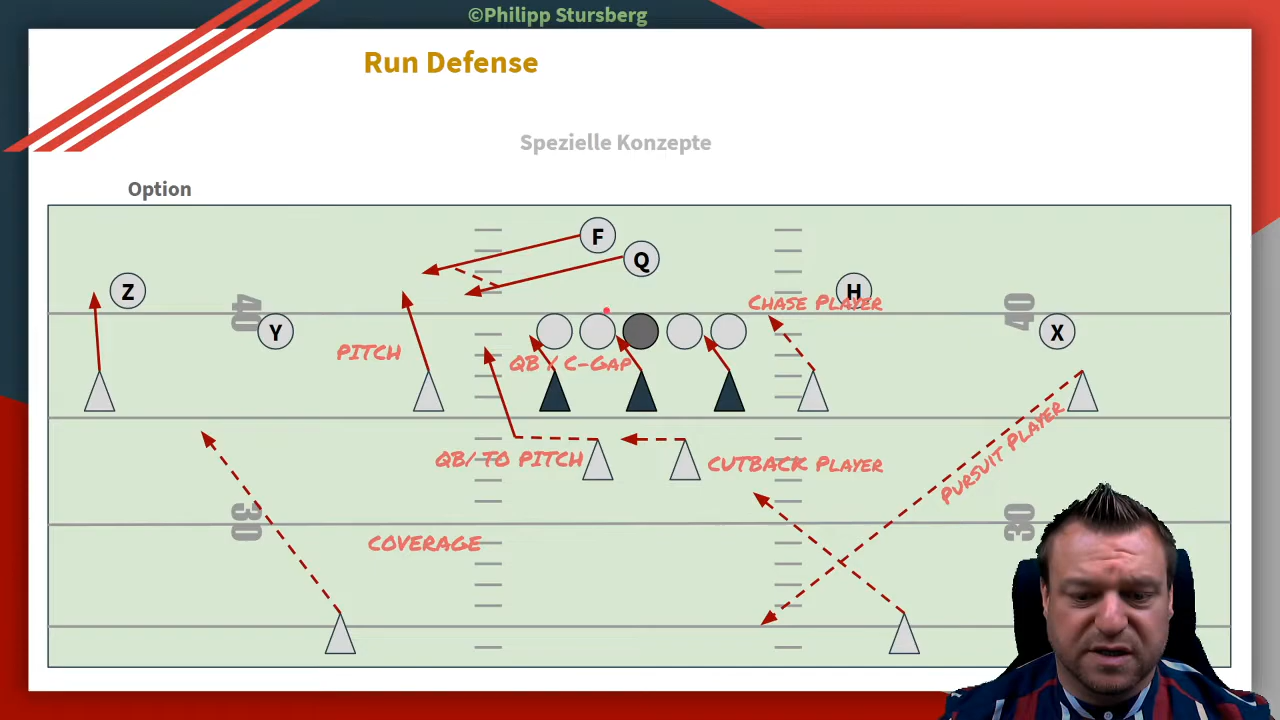 ©Philipp Stursberg
Run Defense
Spezielle Konzepte
Option
F
Q
Z
H
40
Chase Player
40
Y
X
PITCH
QB / C-Gap
PURSUIT PLAYER
QB/ TO PITCH
CUTBACK PLAYER
30
30
COVERAGE